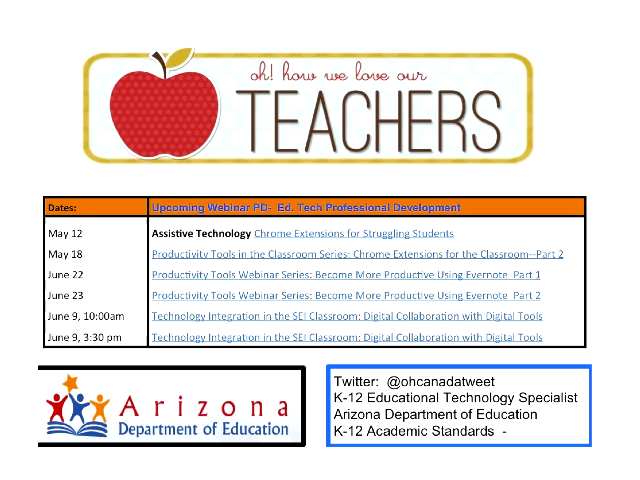 oh! how we love our
TEACHERS
Dates: Upcoming Webinar PD- Ed. Tech Professional Development
May 12 Assistive Technology Chrome Extensions for Struggling Students
May 18 Productivity Tools in the Classroom Series: Chrome Extensions for the Classroom--Part 2
June 22 Productivity Tools Webinar Series: Become More Productive Using Evernote Part 1
June 23 Productivity Tools Webinar Series: Become More Productive Using Evernote Part 2
June 9, 10:00am Technology Integration in the SEI Classroom: Digital Collaboration with Digital Tools
June 9, 3:30 pm Technology Integration in the SEI Classroom: Digital Collaboration with Digital Tools
Arizona
Department of Education
Twitter: @ohcanadatweet
K-12 Educational Technology Specialist
Arizona Department of Education
K-12 Academic Standards -